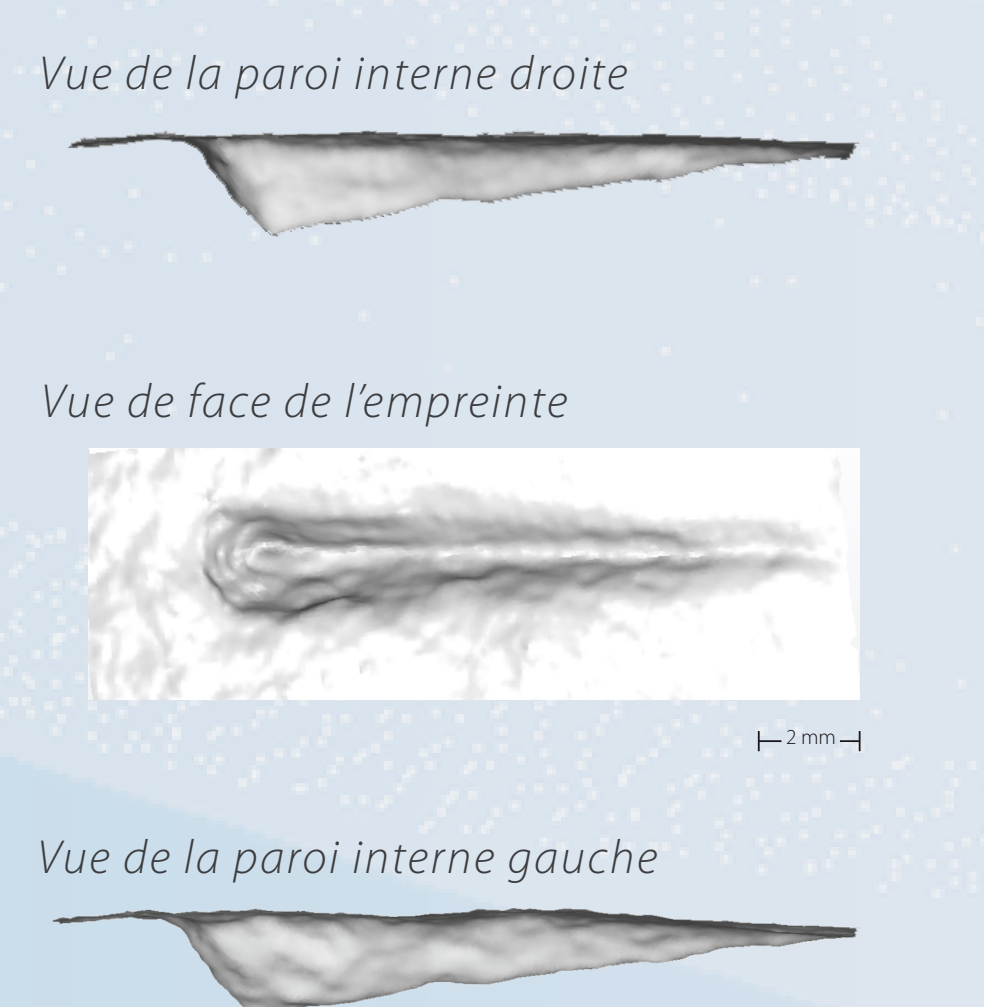 Vue de la paroi interne droite
Vue de face de l’empreinte
2 mm
Vue de la paroi interne gauche